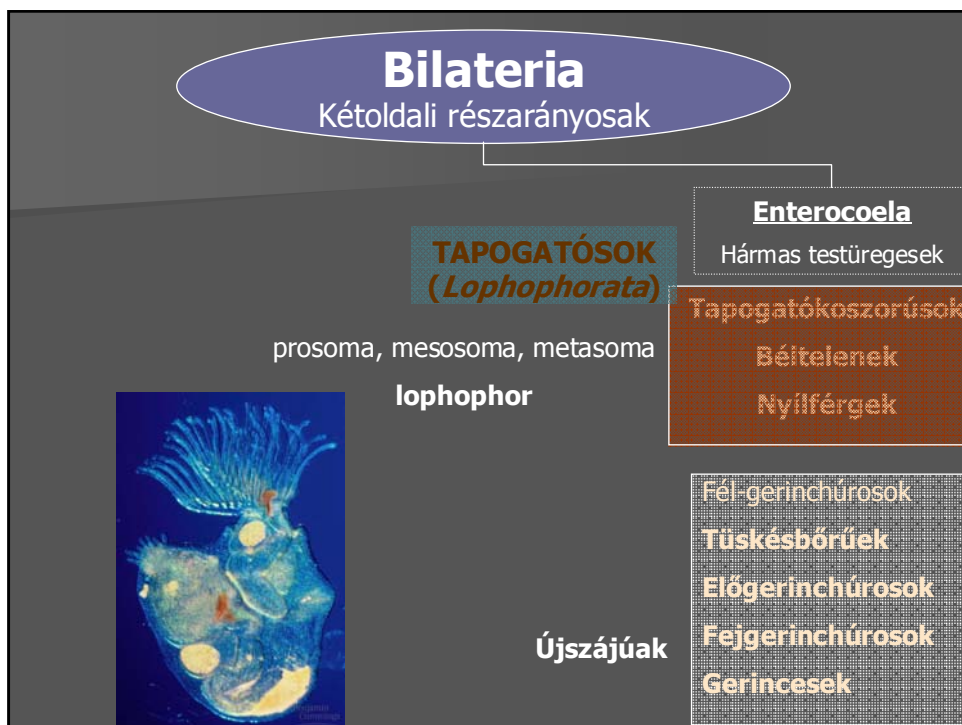 Bilateria
Kétoldali részarányosak
Enterocoela
Hármas testüregesek
TAPOGATÓSOK
(Lophophorata)
prosoma, mesosoma, metasoma
lophophor
Tapogatókoszorúsok
Béltelenek
Nyílférgek
Fél-gerinchúrosok
Tüskésbőrűek
Előgerinchúrosok
Fejgerinchúrosok
Gerincesek
Újszájúak